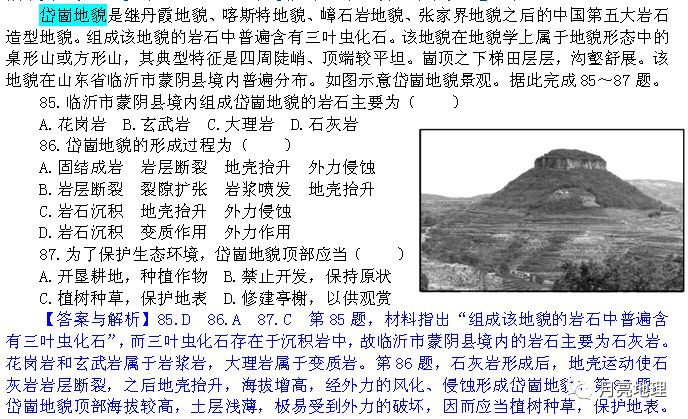 岱崮地貌是继丹霞地貌、喀斯特地貌、嶂石岩地貌、张家界地貌之后的中国第五大岩石
造型地貌。组成该地貌的岩石中普遍含有三叶虫化石。该地貌在地貌学上属于地貌形态中的
桌形山或方形山，其典型特征是四周陡峭、顶端较平坦。崮顶之下梯田层层，沟壑舒展。该
地貌在山东省临沂市蒙阴县境内普遍分布。如图示意岱崮地貌景观。据此完成85～87题。
85.临沂市蒙阴县境内组成岱崮地貌的岩石主要为（ ）
A.花岗岩 B.玄武岩 C.大理岩 D.石灰岩
86.岱崮地貌的形成过程为（ ）
A.固结成岩 岩层断裂 地壳抬升 外力侵蚀
B.岩层断裂 裂隙扩张 岩浆喷发 地壳抬升
C.岩石沉积 地壳抬升 外力侵蚀
D.岩石沉积 变质作用 外力作用
87.为了保护生态环境，岱崮地貌顶部应当（ ）
A.开垦耕地，种植作物 B.禁止开发，保持原状
C.植树种草，保护地表 D.修建亭榭，以供观赏
【答案与解析】85.D 86.A 87.C 第85题，材料指出“组成该地貌的岩石中普遍含
有三叶虫化石”，而三叶虫化石存在于沉积岩中，故临沂市蒙阴县境内的岩石主要为石灰岩。
花岗岩和玄武岩属于岩浆岩，大理岩属于变质岩。第86题，石灰岩形成后，地壳运动使石
灰岩岩层断裂，之后地壳抬升，海拔增高，经外力的风化、侵蚀形成岱崮地貌。第87题，
岱崮地貌顶部海拔较高，土层浅薄，极易受到外力的破坏，因而应当植树种草，保护地表。
月亮地理